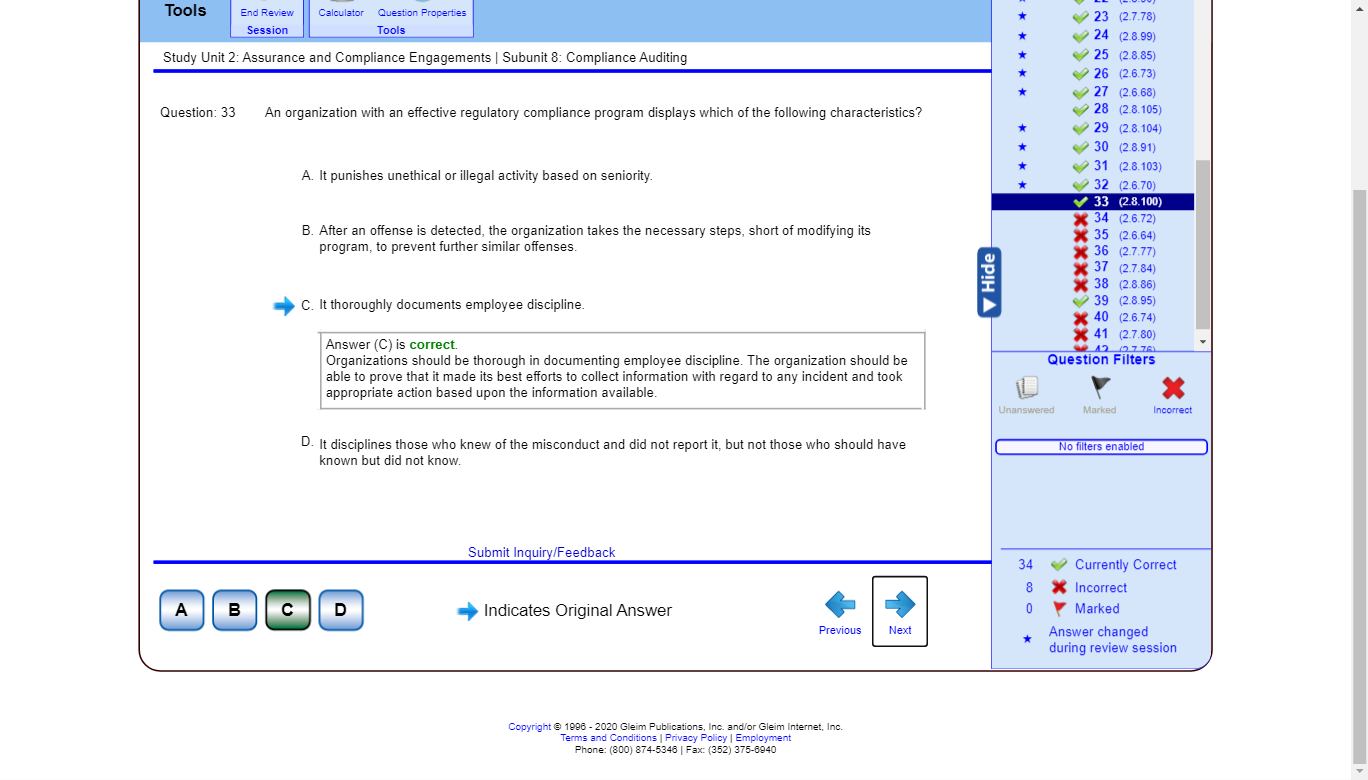 Tools
End Review
Session
Calculator
Question Properties
Tools
Study Unit 2: Assurance and Compliance Engagements | Subunit 8: Compliance Auditing
Question: 33
An organization with an effective regulatory compliance program displays which of the following characteristics?
A. It punishes unethical or illegal activity based on seniority.
B. After an offense is detected, the organization takes the necessary steps, short of modifying its
program, to prevent further similar offenses.
C. It thoroughly documents employee discipline.
Answer (C) is correct.
Organizations should be thorough in documenting employee discipline. The organization should be
able to prove that it made its best efforts to collect information with regard to any incident and took
appropriate action based upon the information available.
D. It disciplines those who knew of the misconduct and did not report it, but not those who should have
known but did not know.
Submit Inquiry/Feedback
A
B
C
D
Indicates Original Answer
Previous
Next
23 (2.7.78)
24 (2.8.99)
25 (2.8.85)
26 (2.6.73)
27 (2.6.68)
28 (2.8.105)
29 (2.8.104)
30 (2.8.91)
31 (2.8.103)
32 (2.6.70)
33 (2.8.100)
34 (2.6.72)
35 (2.6.64)
36 (2.7.77)
37 (2.7.84)
38 (2.8.86)
39 (2.8.95)
40 (2.6.74)
41 (2.7.80)
Hide
Question Filters
Unanswered
Marked
Incorrect
No filters enabled
34 Currently Correct
8 Incorrect
0 Marked
Answer changed
during review session
Copyright © 1996 - 2020 Gleim Publications, Inc. and/or Gleim Internet, Inc.
Terms and Conditions | Privacy Policy | Employment
Phone: (800) 874-5346 | Fax: (352) 375-6940